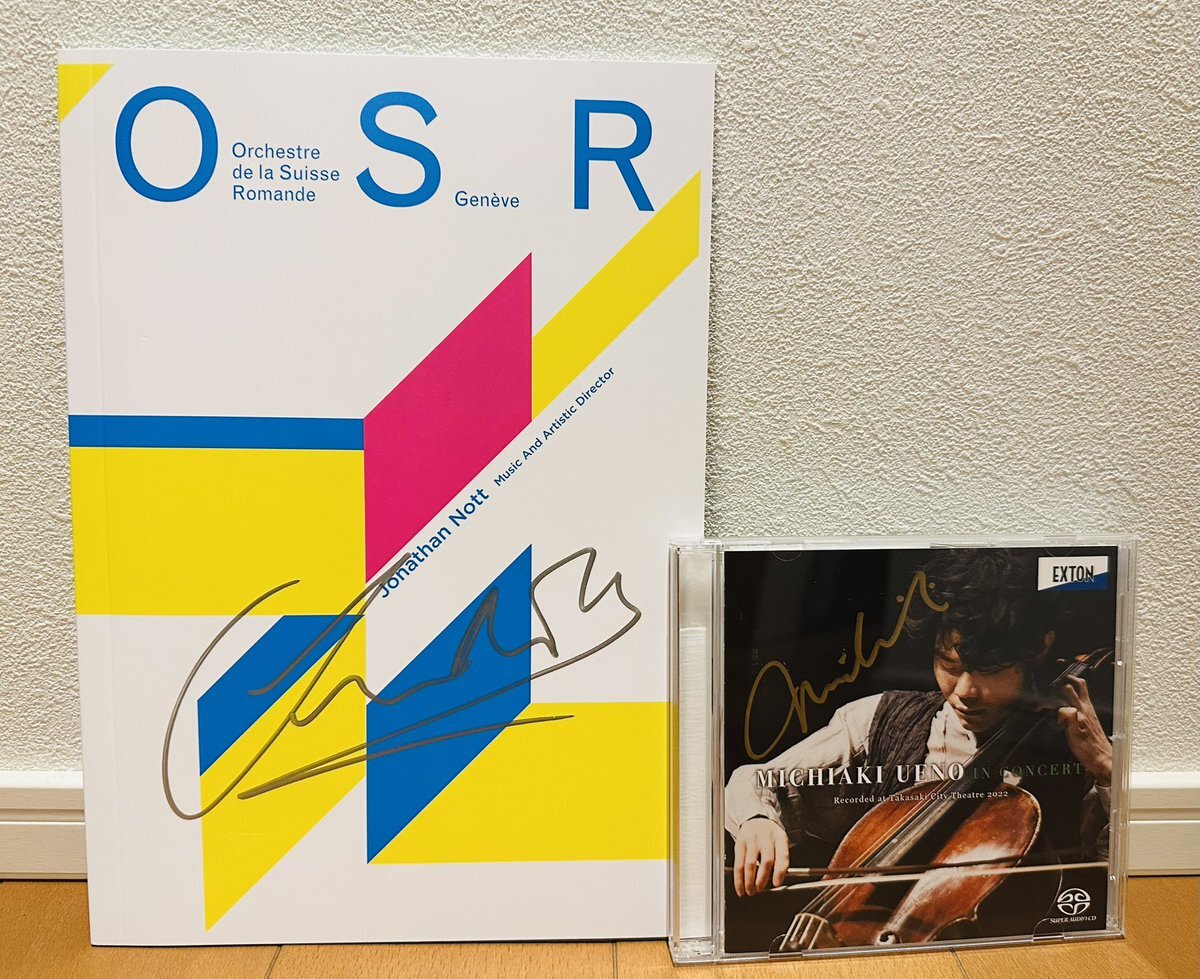 O S R
Orchestre
de la Suisse
Romande
Genève
Jonathan Nott Music And Artistic Director
EXTON
MICHIAKI UENO IN CONCERT
Recorded at Takasaki City Theatre 2022
SUPER AUDIO CD